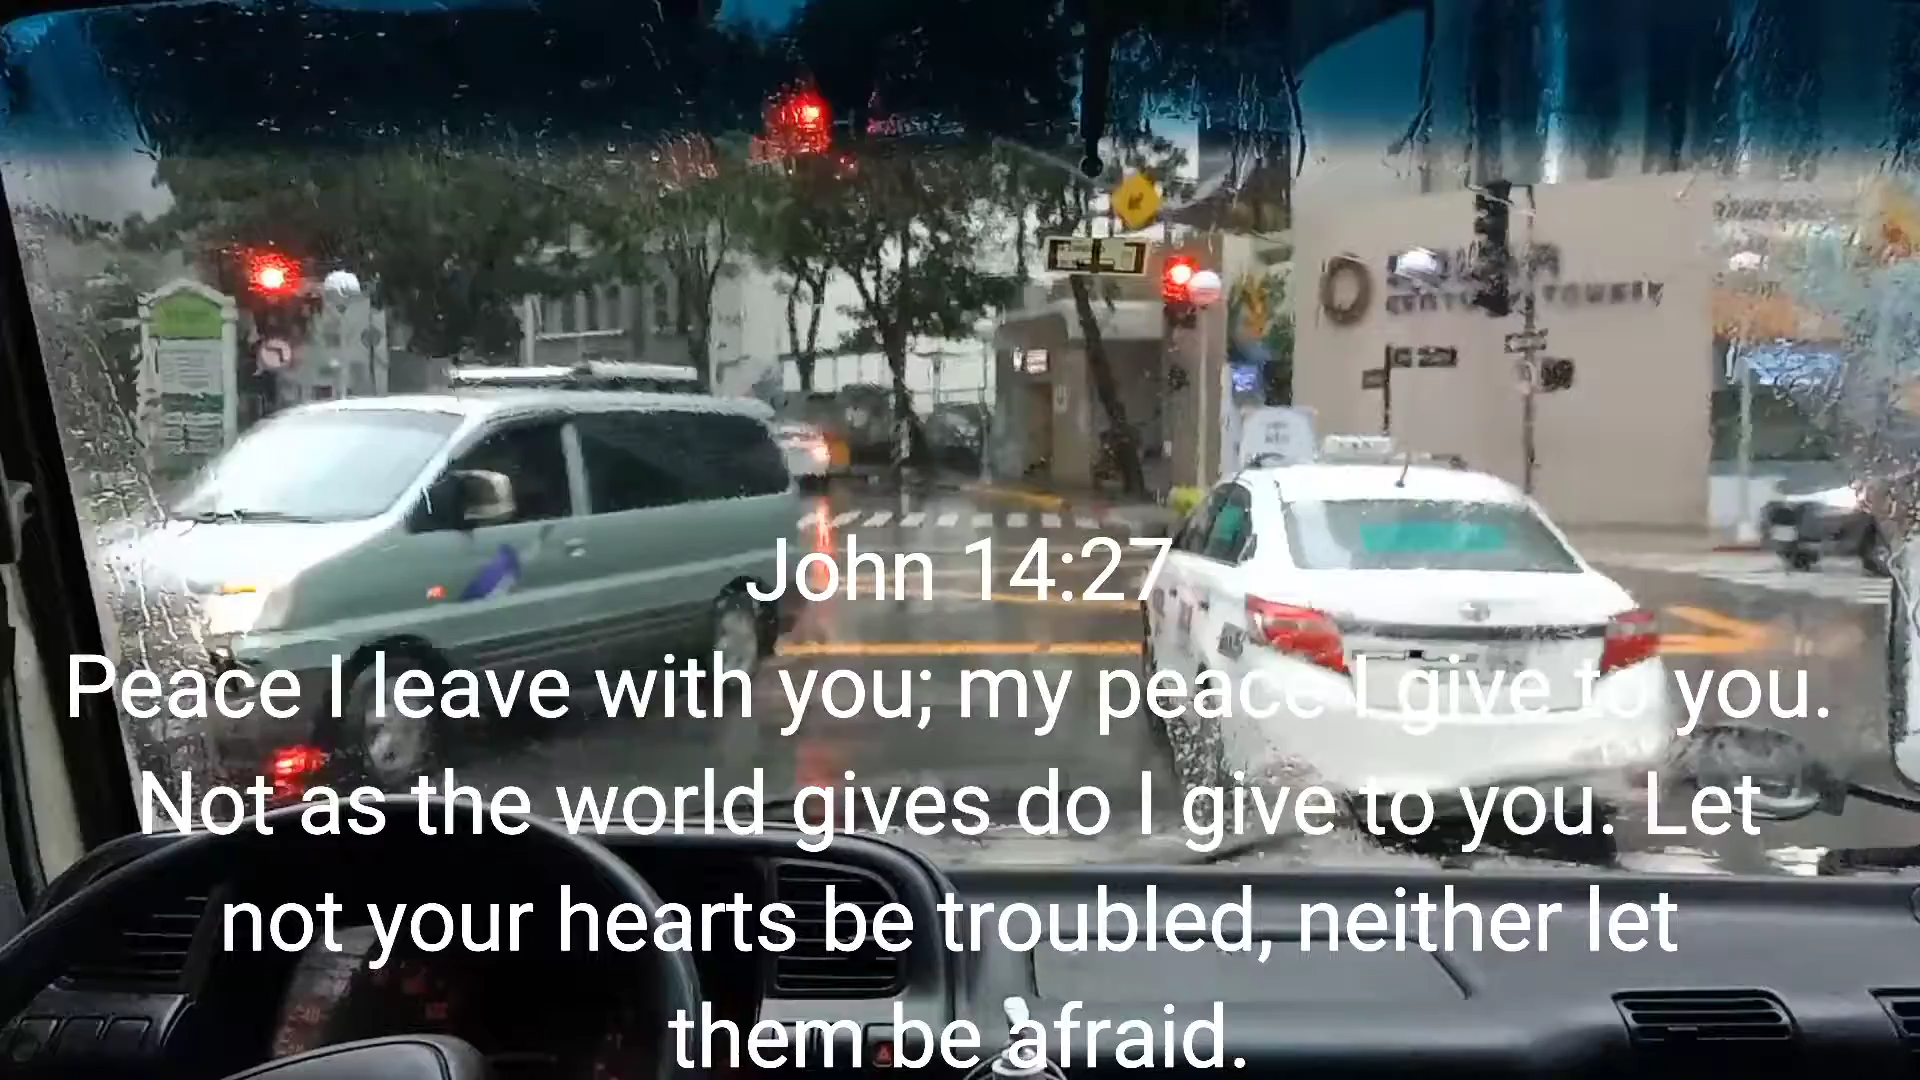 John 14:27
Peace I leave with you; my peace I give to you.
Not as the world gives do I give to you. Let
not your hearts be troubled, neither let
them be afraid.